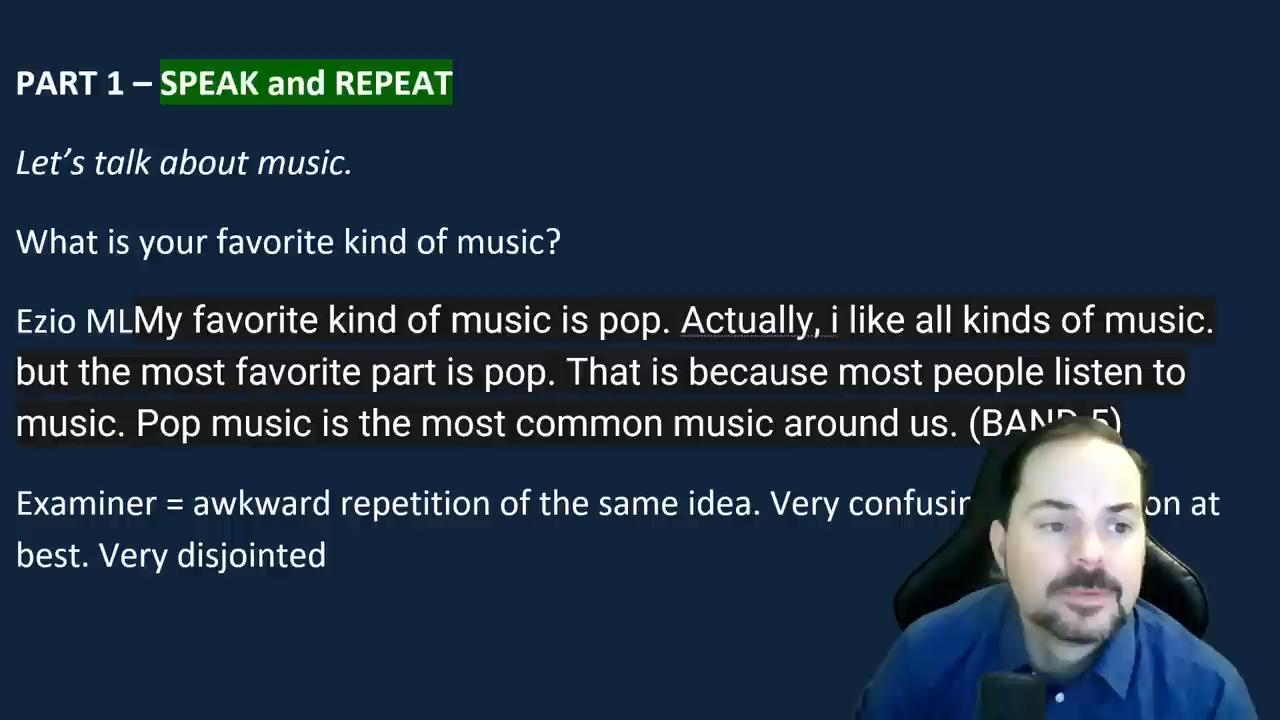 PART 1 – SPEAK and REPEAT
Let’s talk about music.
What is your favorite kind of music?
Ezio MLMy favorite kind of music is pop. Actually, i like all kinds of music.
but the most favorite part is pop. That is because most people listen to
music. Pop music is the most common music around us. (BAND 5)
Examiner = awkward repetition of the same idea. Very at
best. Very disjointed